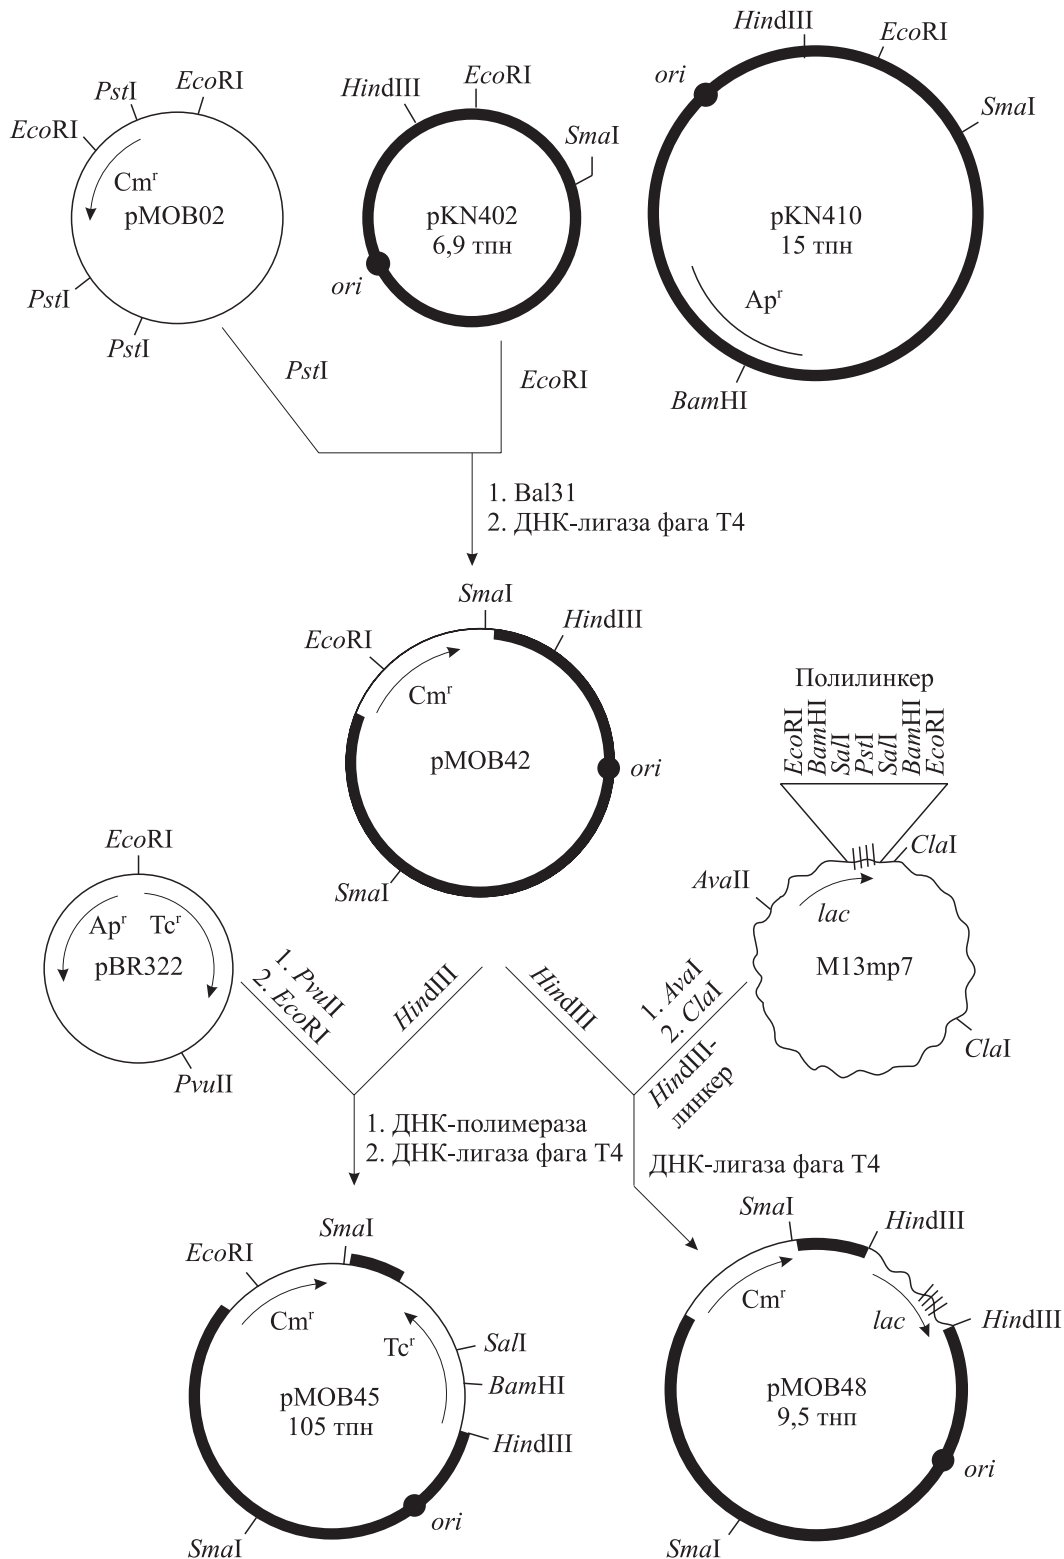 HindIII
EcoRI
ori
SmaI
EcoRI
PstI
EcoRI
Cmʳ
pMOB02
PstI
PstI
HindIII
EcoRI
SmaI
pKN402
6,9 тпн
ori
pKN410
15 тпн
Apʳ
BamHI
PstI
EcoRI
1. Bal31
2. ДНК-лигаза фага Т4
SmaI
HindIII
EcoRI
Cmʳ
pMOB42
ori
SmaI
Полилинкер
EcoRI
BamHI
SalI
PstI
SalI
BamHI
EcoRI
ClaI
AvaII
lac
M13mp7
ClaI
EcoRI
Apʳ Tcʳ
pBR322
PvuII
1. PvuII
2. EcoRI
HindIII
HindIII
1. AvaI
2. ClaI
HindIII-
линкер
1. ДНК-полимераза
2. ДНК-лигаза фага Т4
ДНК-лигаза фага Т4
SmaI
EcoRI
Cmʳ
Tcʳ
SalI
BamHI
pMOB45
105 тпн
HindIII
ori
SmaI
SmaI
HindIII
Cmʳ
lac
HindIII
pMOB48
9,5 тнп
ori
SmaI